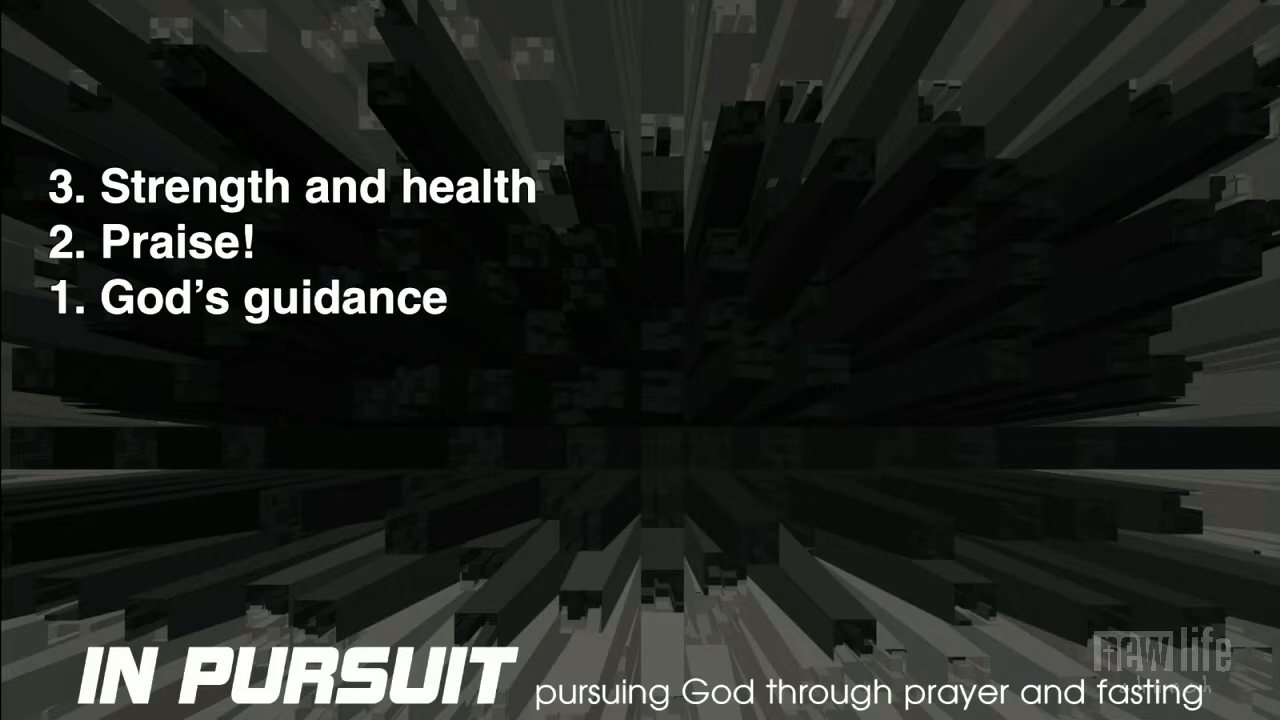 3. Strength and health
2. Praise!
1. God’s guidance
IN PURSUIT
pursuing God through prayer and fasting
new life